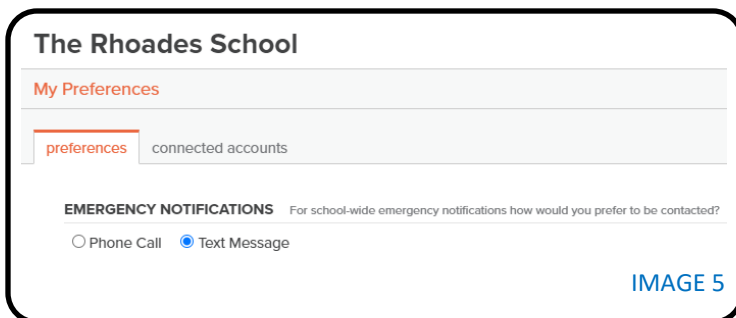 The Rhoades School
My Preferences
preferences connected accounts
EMERGENCY NOTIFICATIONS For school-wide emergency notifications how would you prefer to be contacted?
Phone Call Text Message
IMAGE 5